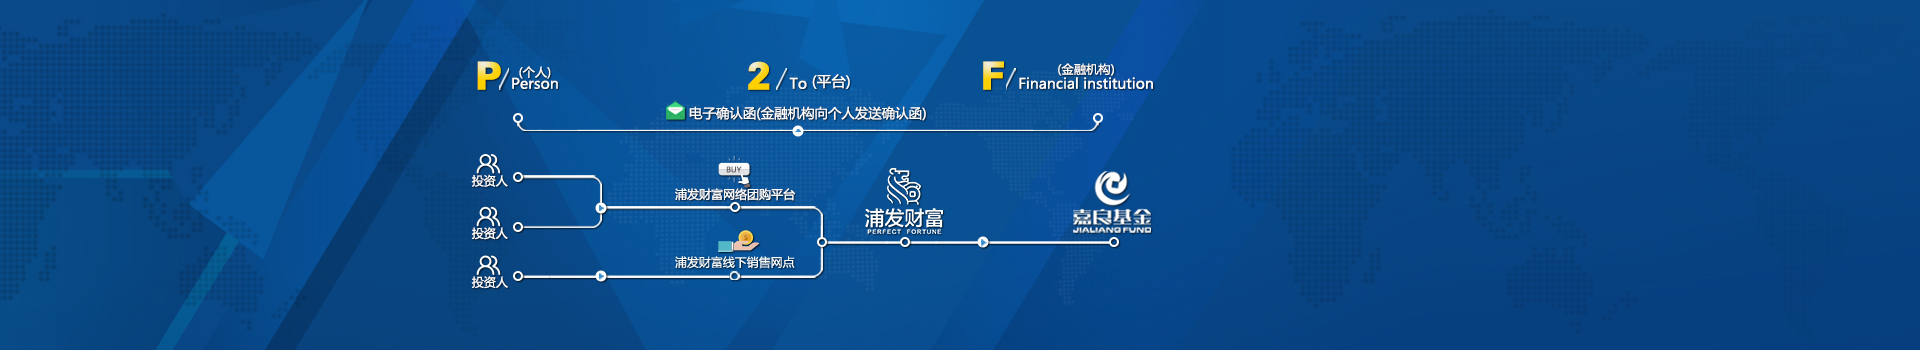 P/(个人)
Person
2/To (平台)
F/(金融机构)
Financial institution
电子确认函(金融机构向个人发送确认函)
投资人
BUY
浦发财富网络团购平台
浦发财富
PERFECT FORTUNE
嘉良基金
JIALIANG FUND
投资人
浦发财富线下销售网点
投资人